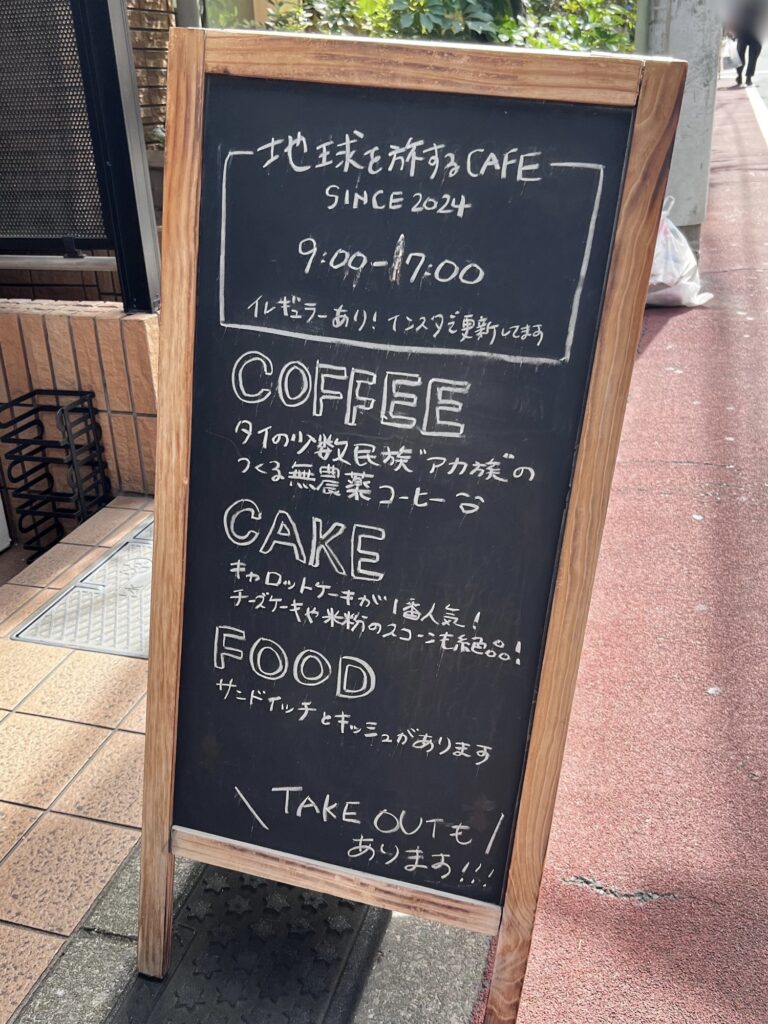 地球を旅するCAFE
SINCE 2024
9:00-17:00
イレギュラーあり!インスタで更新してます
COFFEE
タイの少数民族"アカ族"の
つくる無農薬コーヒー
CAKE
キャロットケーキが1番人気!
チーズケーキや米粉のスコーンも絶品!
FOOD
サンドイッチとキッシュがあります
\ TAKE OUTも /
あります!!!